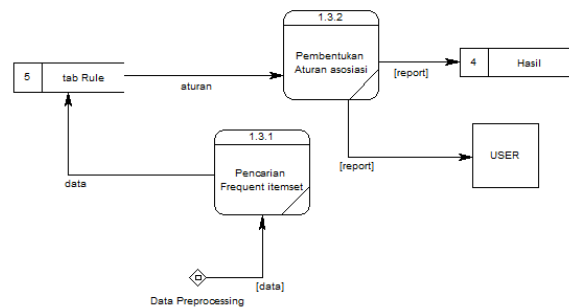 1.3.2
Pembentukan
Aturan asosiasi
5 tab Rule
aturan
[report]
4 Hasil
1.3.1
Pencarian
Frequent itemset
USER
[report]
data
[data]
Data Preprocessing